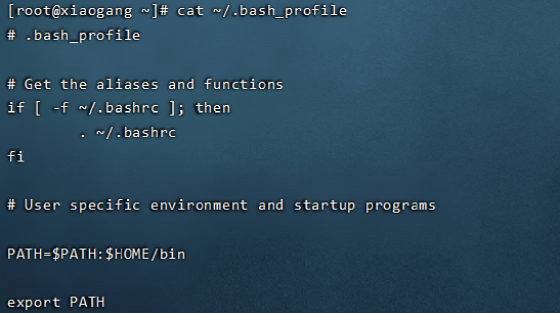 [root@xiaogang ~]# cat ~/.bash_profile
# .bash_profile
# Get the aliases and functions
if [ -f ~/.bashrc ]; then
        . ~/.bashrc
fi
# User specific environment and startup programs
PATH=$PATH:$HOME/bin
export PATH